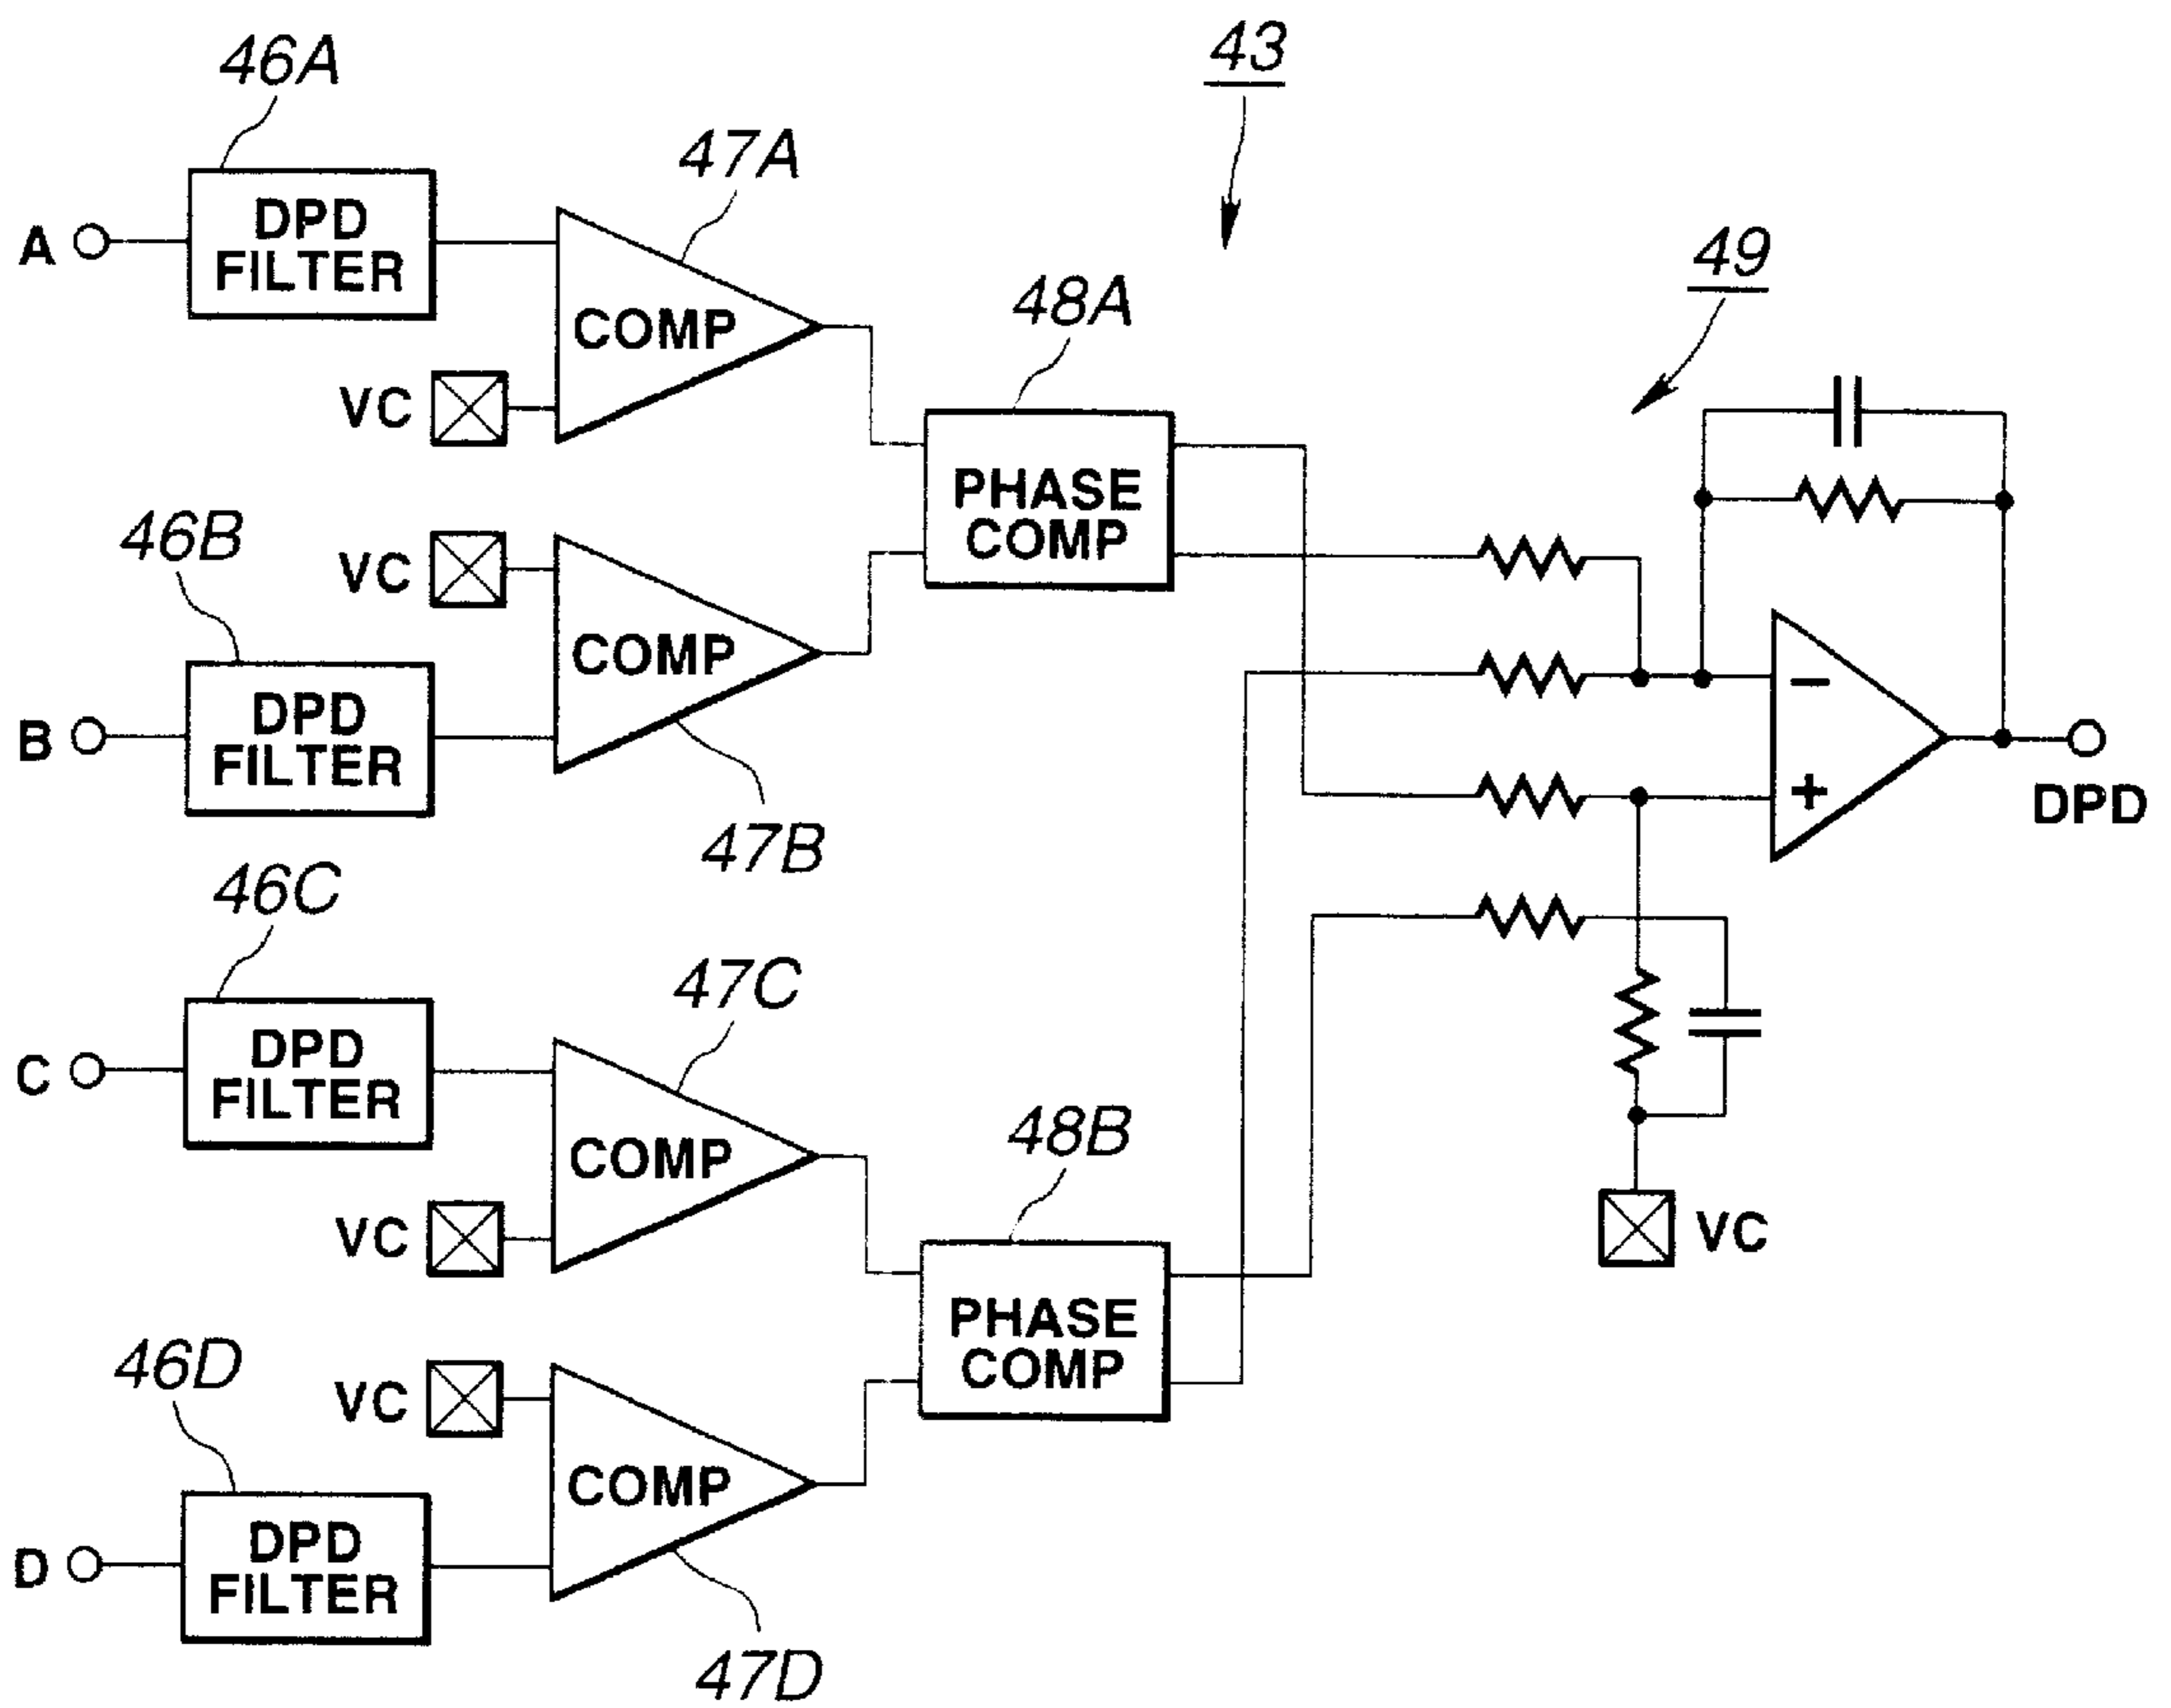 43
46A
47A
A
DPD
FILTER
COMP
VC
48A
49
PHASE
COMP
46B
VC
COMP
B
DPD
FILTER
47B
−
+
DPD
46C
47C
C
DPD
FILTER
COMP
VC
48B
PHASE
COMP
VC
46D
VC
COMP
D
DPD
FILTER
47D